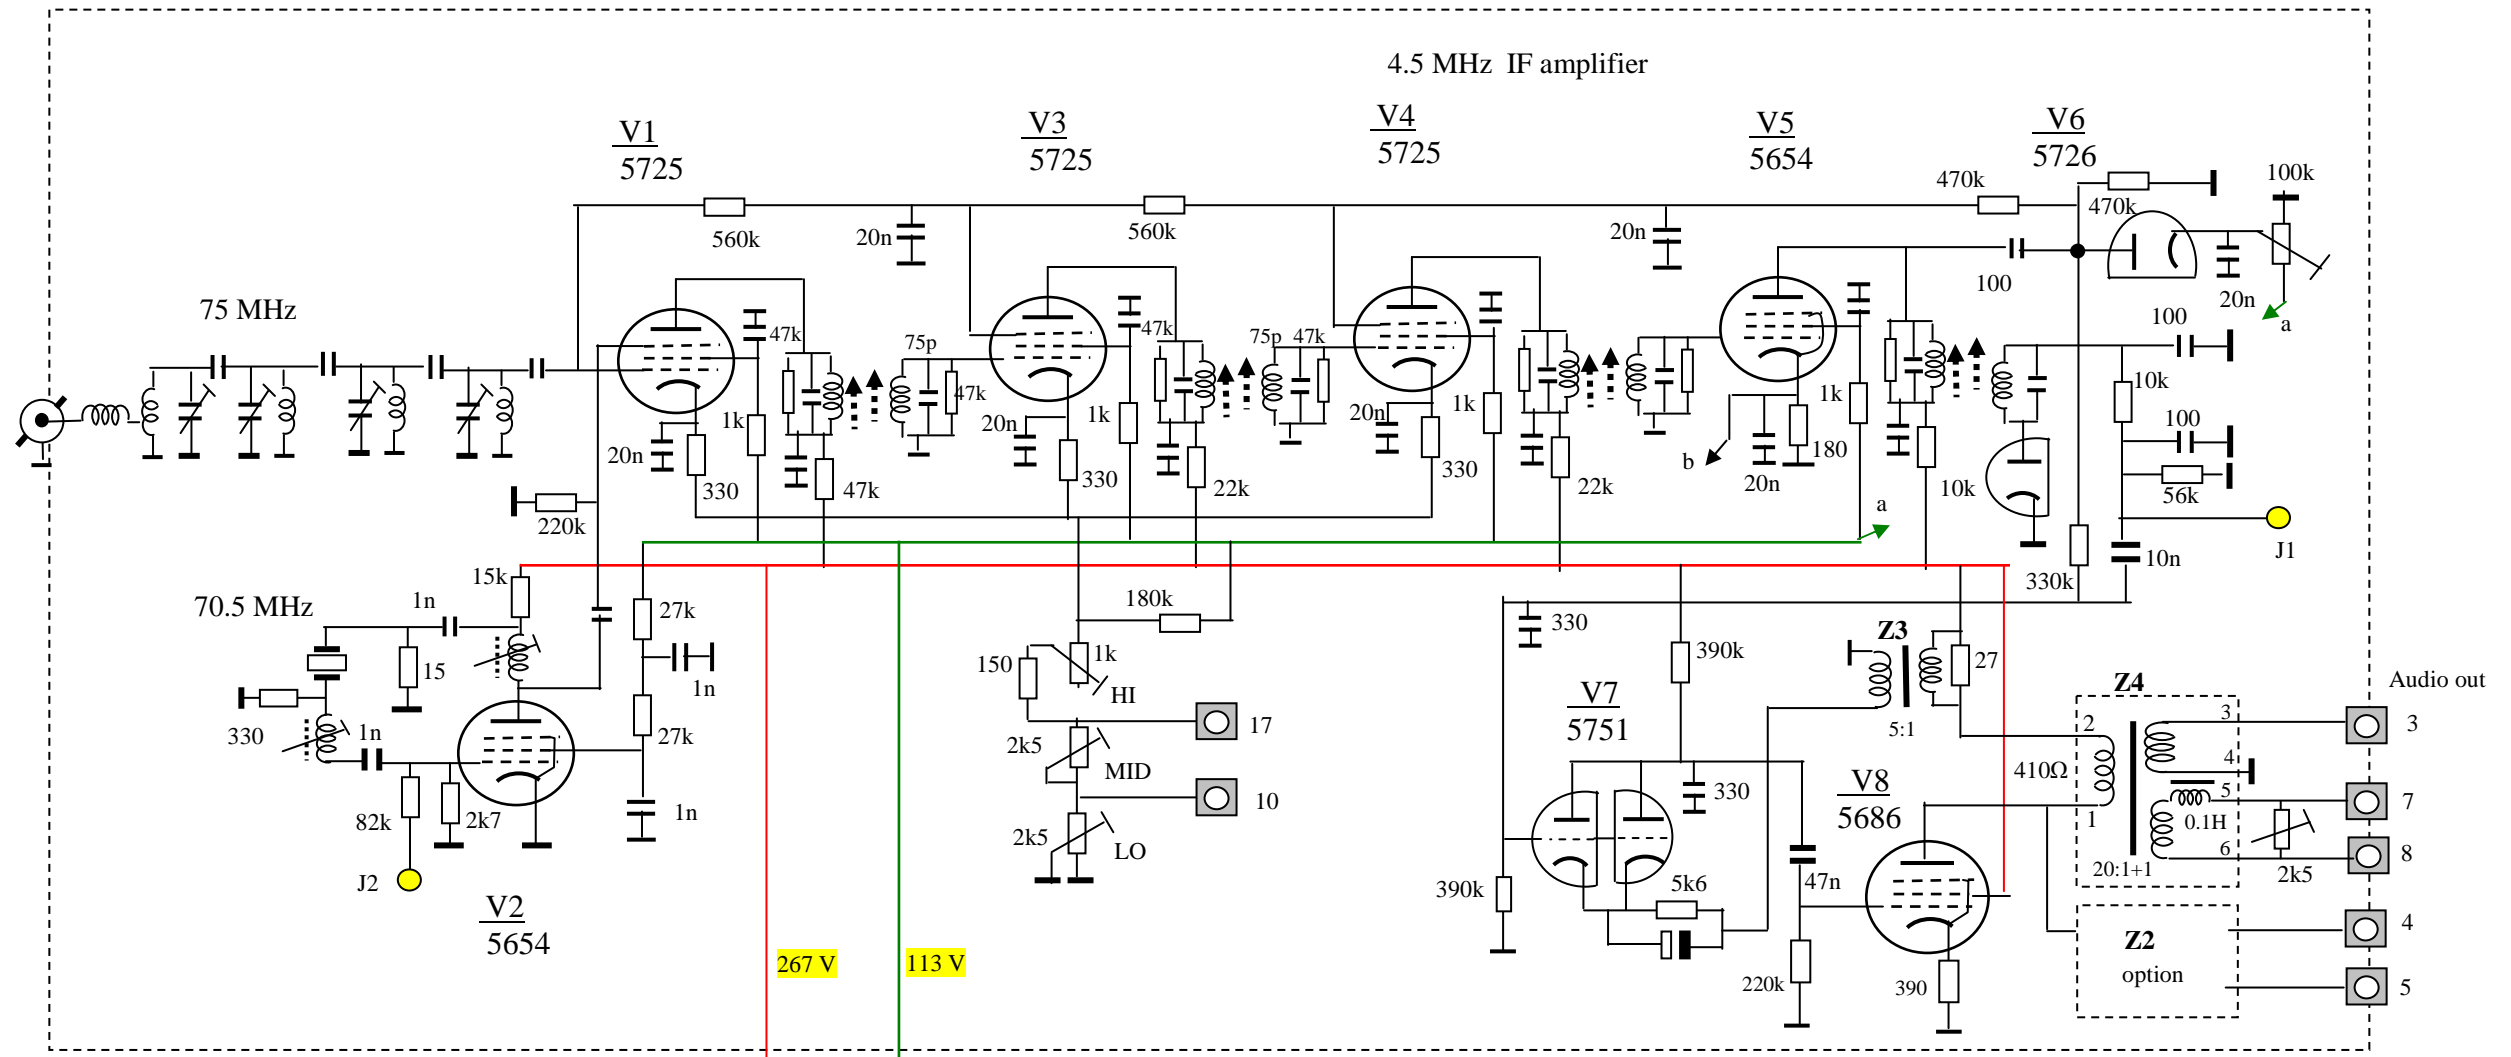 4.5 MHz IF amplifier
V1
5725
V3
5725
V4
5725
V5
5654
V6
5726
470k
100k
470k
560k
20n
560k
20n
100
20n
a
75 MHz
47k
75p
47k
47k
75p
47k
100
10k
100
56k
1k
20n
330
47k
1k
20n
330
22k
1k
20n
330
22k
1k
b
20n
180
10k
a
220k
J1
10n
330k
15k
70.5 MHz
1n
27k
15
1n
330
1n
27k
1n
82k
2k7
J2
V2
5654
180k
150
1k
HI
17
2k5
MID
10
2k5
LO
330
390k
Z3
27
5:1
V7
5751
330
V8
5686
390k
5k6
47n
220k
390
410Ω
Z4
2
1
3
4
5
0.1H
6
20:1+1
2k5
Z2
option
Audio out
3
7
8
4
5
267 V
113 V